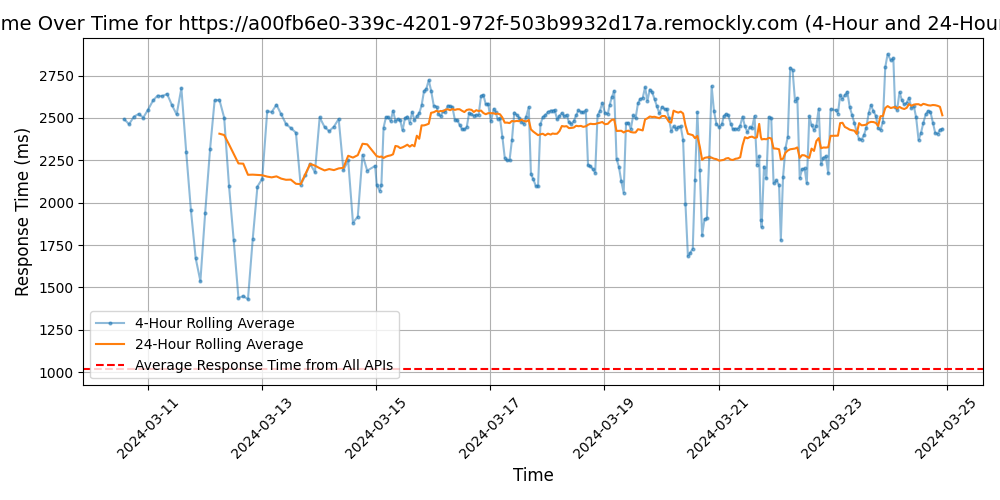 me Over Time for https://a00fb6e0-339c-4201-972f-503b9932d17a.remockly.com (4-Hour and 24-Hour
Response Time (ms)
2750
2500
2250
2000
1750
1500
1250
1000
4-Hour Rolling Average
24-Hour Rolling Average
Average Response Time from All APIs
2024-03-11
2024-03-13
2024-03-15
2024-03-17
2024-03-19
2024-03-21
2024-03-23
2024-03-25
Time